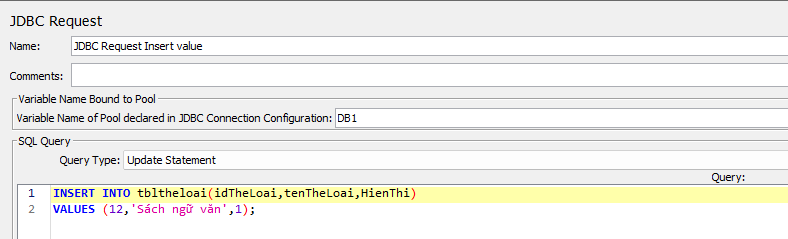 JDBC Request
Name: JDBC Request Insert value
Comments:
Variable Name Bound to Pool
Variable Name of Pool declared in JDBC Connection Configuration: DB1
SQL Query
Query Type: Update Statement
Query:
1 INSERT INTO tbltheloai(idTheLoai,tenTheLoai,HienThi)
2 VALUES (12,'Sách ngữ văn',1);